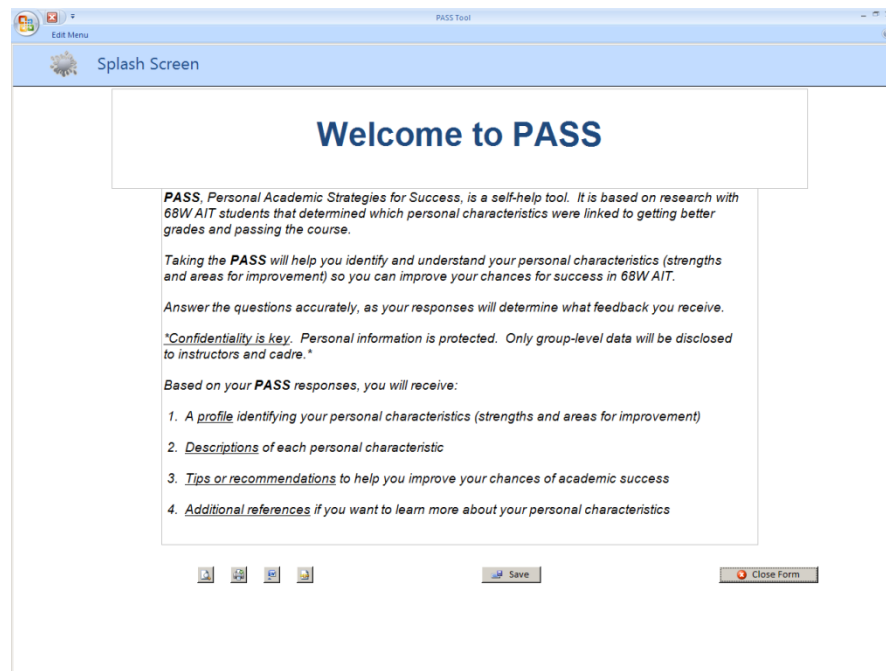 PASS Tool
Edit Menu
Splash Screen
Welcome to PASS
PASS, Personal Academic Strategies for Success, is a self-help tool.  It is based on research with
68W AIT students that determined which personal characteristics were linked to getting better
grades and passing the course.
Taking the PASS will help you identify and understand your personal characteristics (strengths
and areas for improvement) so you can improve your chances for success in 68W AIT.
Answer the questions accurately, as your responses will determine what feedback you receive.
*Confidentiality is key.  Personal information is protected.  Only group-level data will be disclosed
to instructors and cadre.*
Based on your PASS responses, you will receive:
1.  A profile identifying your personal characteristics (strengths and areas for improvement)
2.  Descriptions of each personal characteristic
3.  Tips or recommendations to help you improve your chances of academic success
4.  Additional references if you want to learn more about your personal characteristics
Save
Close Form